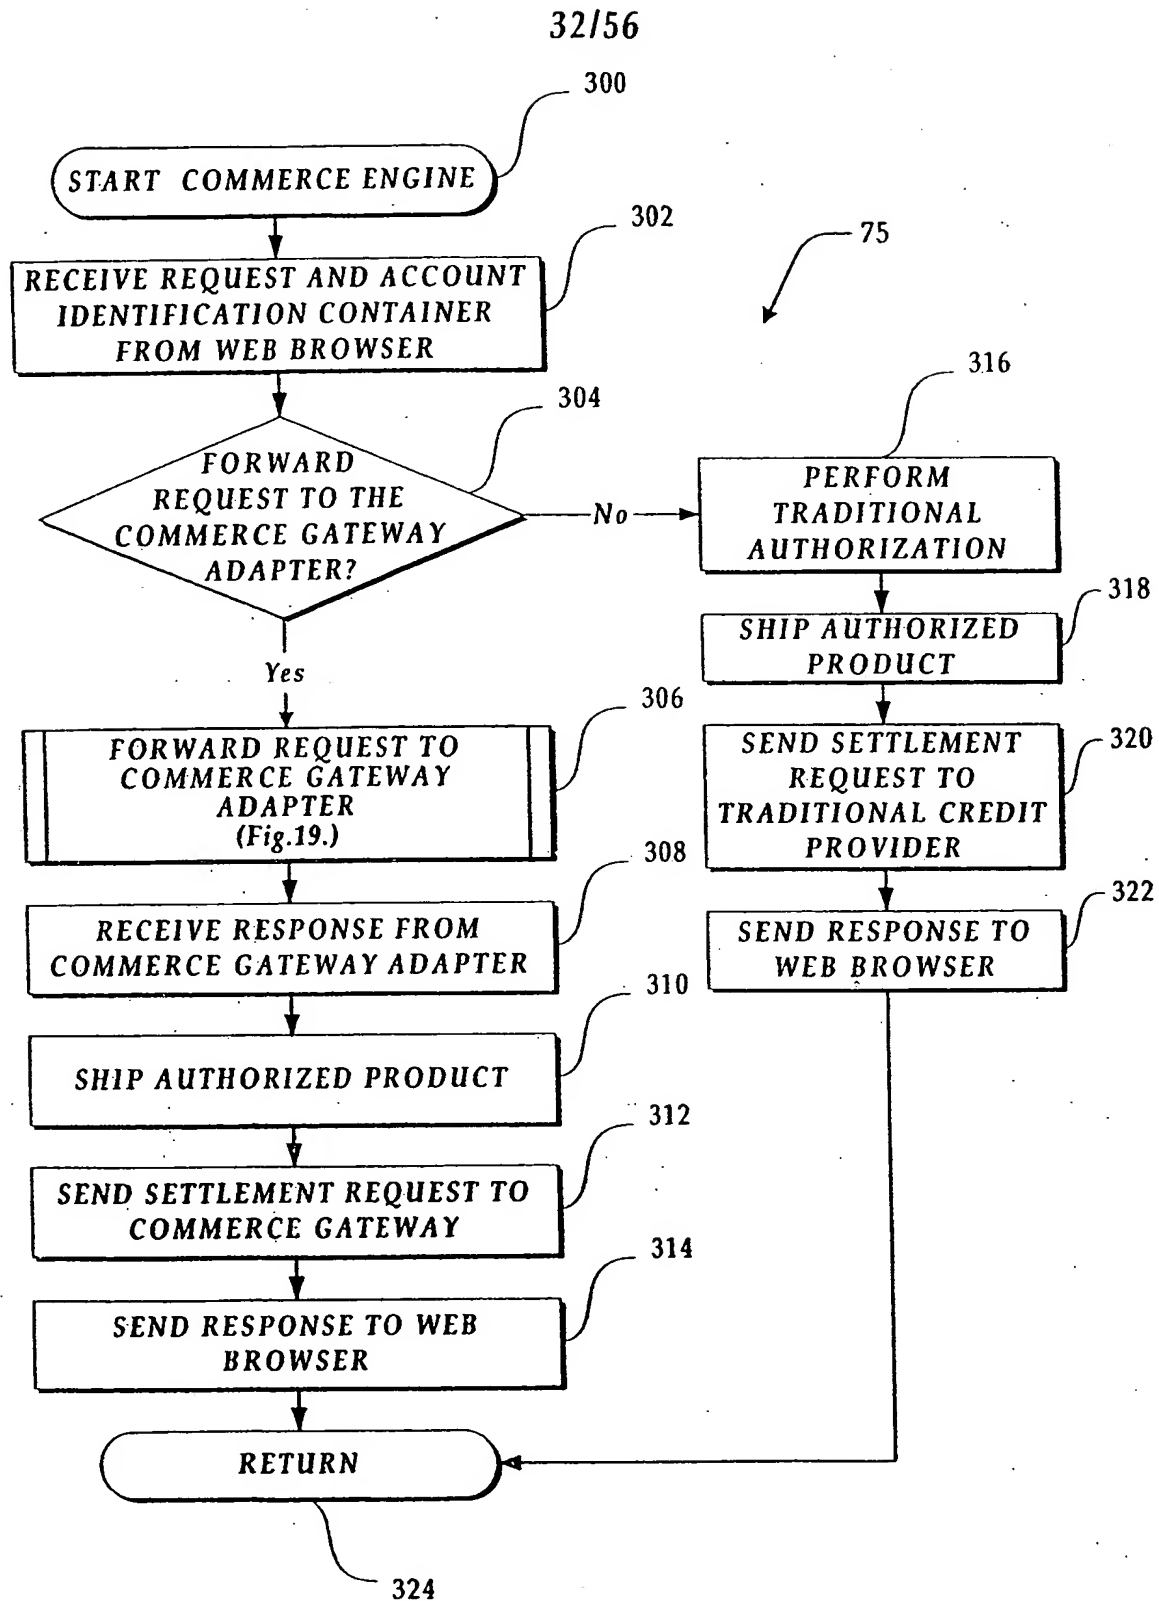 32/56
300
START COMMERCE ENGINE
302
RECEIVE REQUEST AND ACCOUNT
IDENTIFICATION CONTAINER
FROM WEB BROWSER
75
304
FORWARD
REQUEST TO THE
COMMERCE GATEWAY
ADAPTER?
No
316
PERFORM
TRADITIONAL
AUTHORIZATION
318
SHIP AUTHORIZED
PRODUCT
320
SEND SETTLEMENT
REQUEST TO
TRADITIONAL CREDIT
PROVIDER
322
SEND RESPONSE TO
WEB BROWSER
Yes
306
FORWARD REQUEST TO
COMMERCE GATEWAY
ADAPTER
(Fig.19.)
308
RECEIVE RESPONSE FROM
COMMERCE GATEWAY ADAPTER
310
SHIP AUTHORIZED PRODUCT
312
SEND SETTLEMENT REQUEST TO
COMMERCE GATEWAY
314
SEND RESPONSE TO WEB
BROWSER
RETURN
324